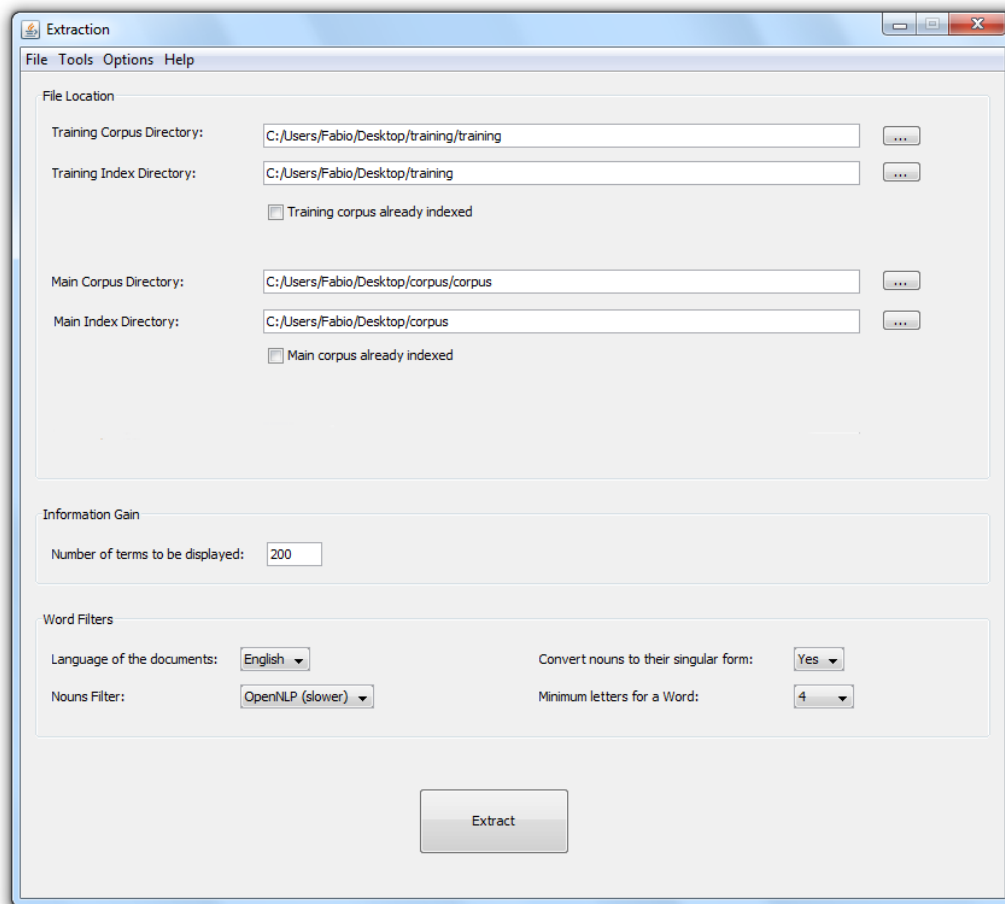 Extraction
File Tools Options Help
File Location
Training Corpus Directory: C:/Users/Fabio/Desktop/training/training ...
Training Index Directory: C:/Users/Fabio/Desktop/training ...
Training corpus already indexed
Main Corpus Directory: C:/Users/Fabio/Desktop/corpus/corpus ...
Main Index Directory: C:/Users/Fabio/Desktop/corpus ...
Main corpus already indexed
Information Gain
Number of terms to be displayed: 200
Word Filters
Language of the documents: English Convert nouns to their singular form: Yes
Nouns Filter: OpenNLP (slower) Minimum letters for a Word: 4
Extract